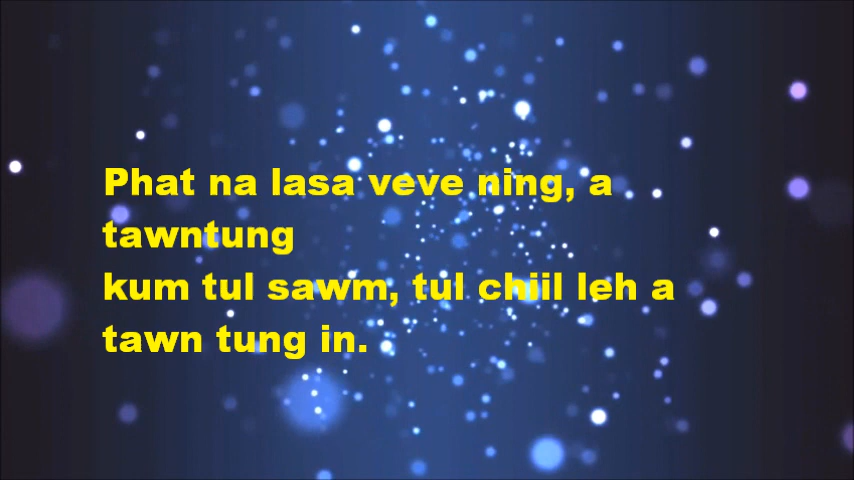 Phat na lasa veve ning, a
tawntung
kum tul sawm, tul chiil leh a
tawn tung in.